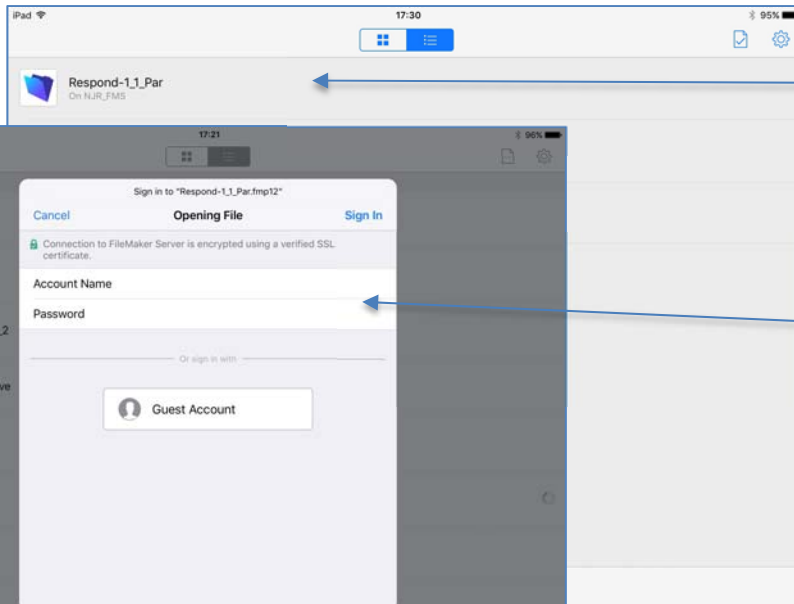 iPad 17:30 95%
Respond-1_1_Par
On NJR_FMS
17:21 96%
Sign in to "Respond-1_1_Par.fmp12"
Cancel Opening File Sign In
Connection to FileMaker Server is encrypted using a verified SSL
certificate.
Account Name
Password
_2
Or sign in with
ve
Guest Account